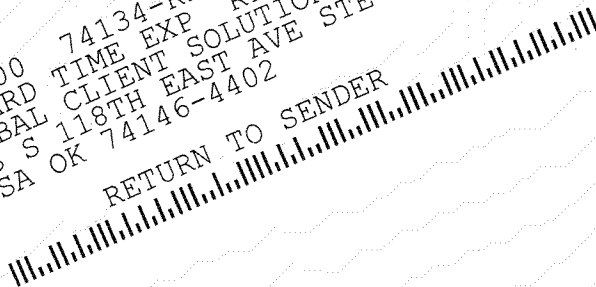 00 74134-R
RD TIME EXP R
BAL CLIENT SOLUTION
S 118TH EAST AVE STE
SA OK 74146-4402
RETURN TO SENDER